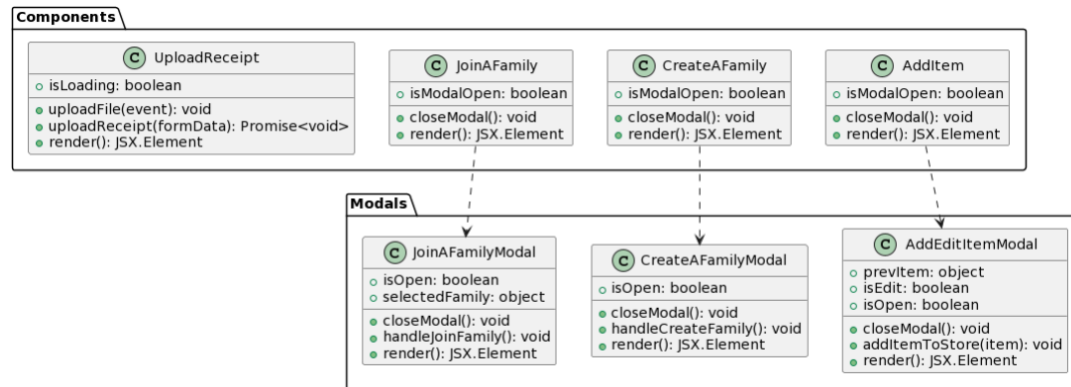 Components
C UploadReceipt
isLoading: boolean
uploadFile(event): void
uploadReceipt(formData): Promise<void>
render(): JSX.Element
C JoinAFamily
isModalOpen: boolean
closeModal(): void
render(): JSX.Element
C CreateAFamily
isModalOpen: boolean
closeModal(): void
render(): JSX.Element
C AddItem
isModalOpen: boolean
closeModal(): void
render(): JSX.Element
Modals
C JoinAFamilyModal
isOpen: boolean
selectedFamily: object
closeModal(): void
handleJoinFamily(): void
render(): JSX.Element
C CreateAFamilyModal
isOpen: boolean
closeModal(): void
handleCreateFamily(): void
render(): JSX.Element
C AddEditItemModal
prevItem: object
isEdit: boolean
isOpen: boolean
closeModal(): void
addItemToStore(item): void
render(): JSX.Element